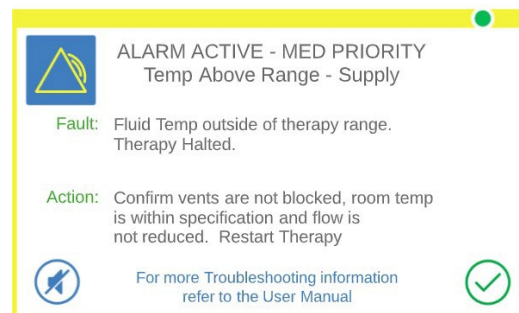 ALARM ACTIVE - MED PRIORITY
Temp Above Range - Supply
Fault: Fluid Temp outside of therapy range.
Therapy Halted.
Action: Confirm vents are not blocked, room temp
is within specification and flow is
not reduced. Restart Therapy
For more Troubleshooting information
refer to the User Manual